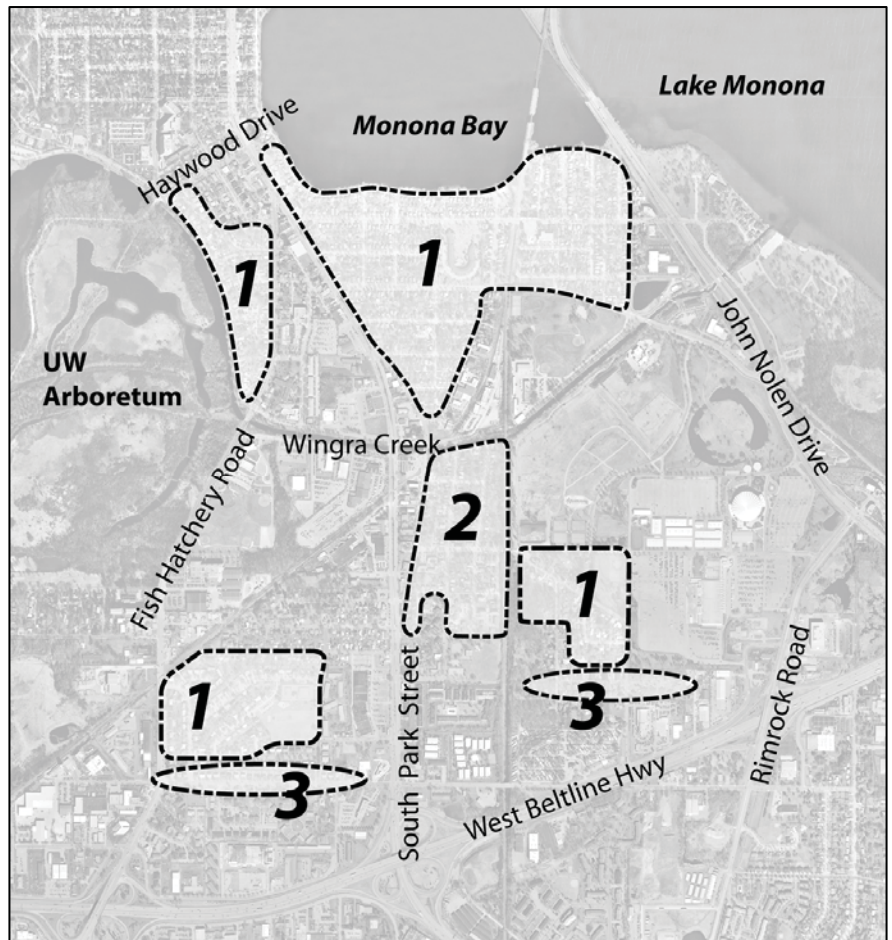 Lake Monona
Monona Bay
Haywood Drive
1
1
UW
Arboretum
John Nolen Drive
Wingra Creek
Fish Hatchery Road
2
1
Rimrock Road
South Park Street
1
3
3
West Beltline Hwy